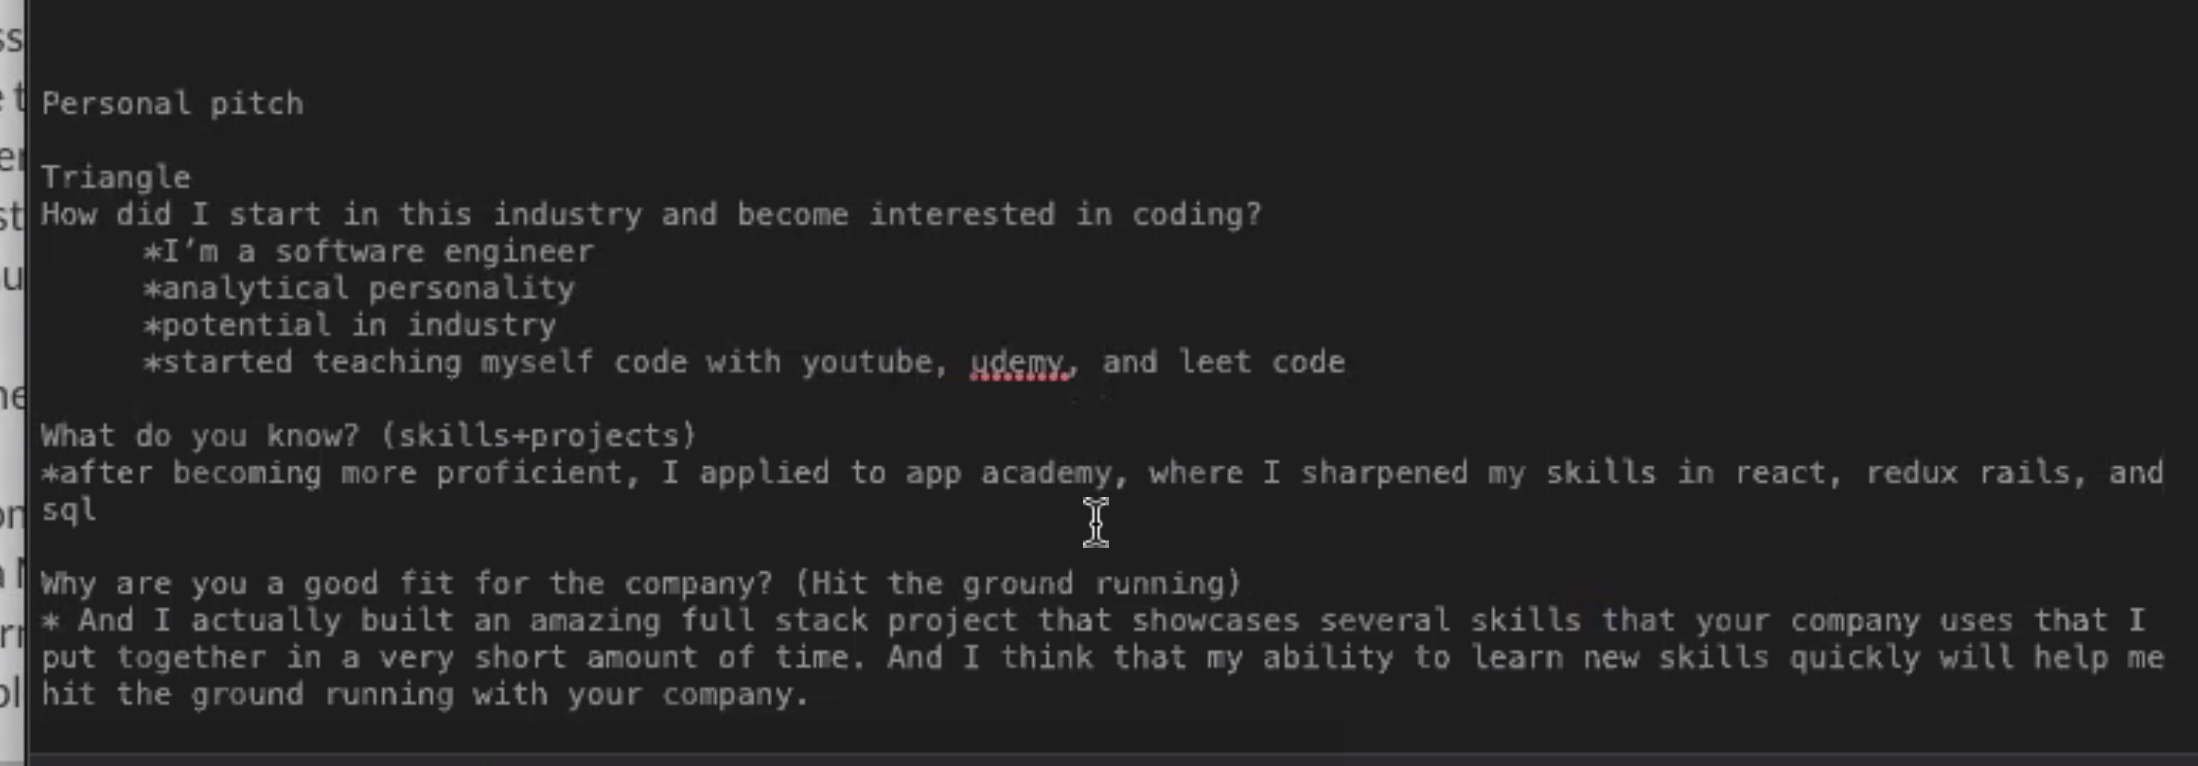 Personal pitch
Triangle
How did I start in this industry and become interested in coding?
*I’m a software engineer
*analytical personality
*potential in industry
*started teaching myself code with youtube, udemy, and leet code
What do you know? (skills+projects)
*after becoming more proficient, I applied to app academy, where I sharpened my skills in react, redux rails, and
sql
Why are you a good fit for the company? (Hit the ground running)
* And I actually built an amazing full stack project that showcases several skills that your company uses that I
put together in a very short amount of time. And I think that my ability to learn new skills quickly will help me
hit the ground running with your company.